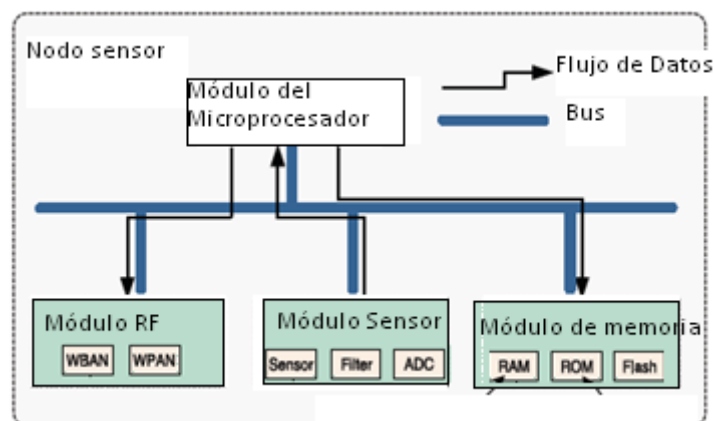 Nodo sensor
Módulo del
Microprocesador
Flujo de Datos
Bus
Módulo RF
WBAN WPAN
Módulo Sensor
Sensor Filter ADC
Módulo de memoria
RAM ROM Flash